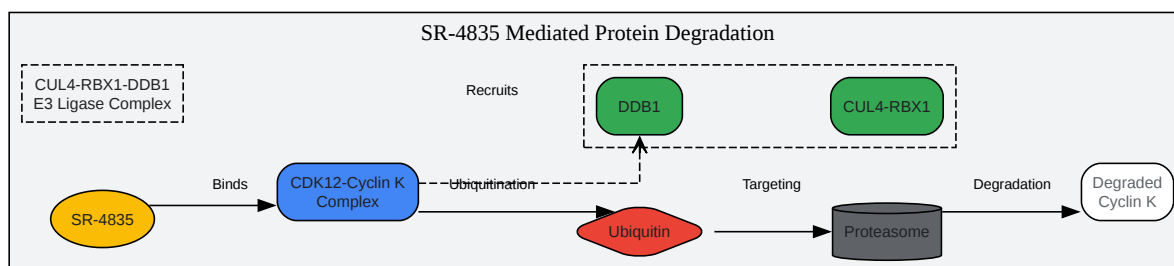 SR-4835 Mediated Protein Degradation
CUL4-RBX1-DDB1
E3 Ligase Complex
Recruits
DDB1
CUL4-RBX1
SR-4835
Binds
CDK12-Cyclin K
Complex
Ubiquitination
Ubiquitin
Targeting
Proteasome
Degradation
Degraded
Cyclin K